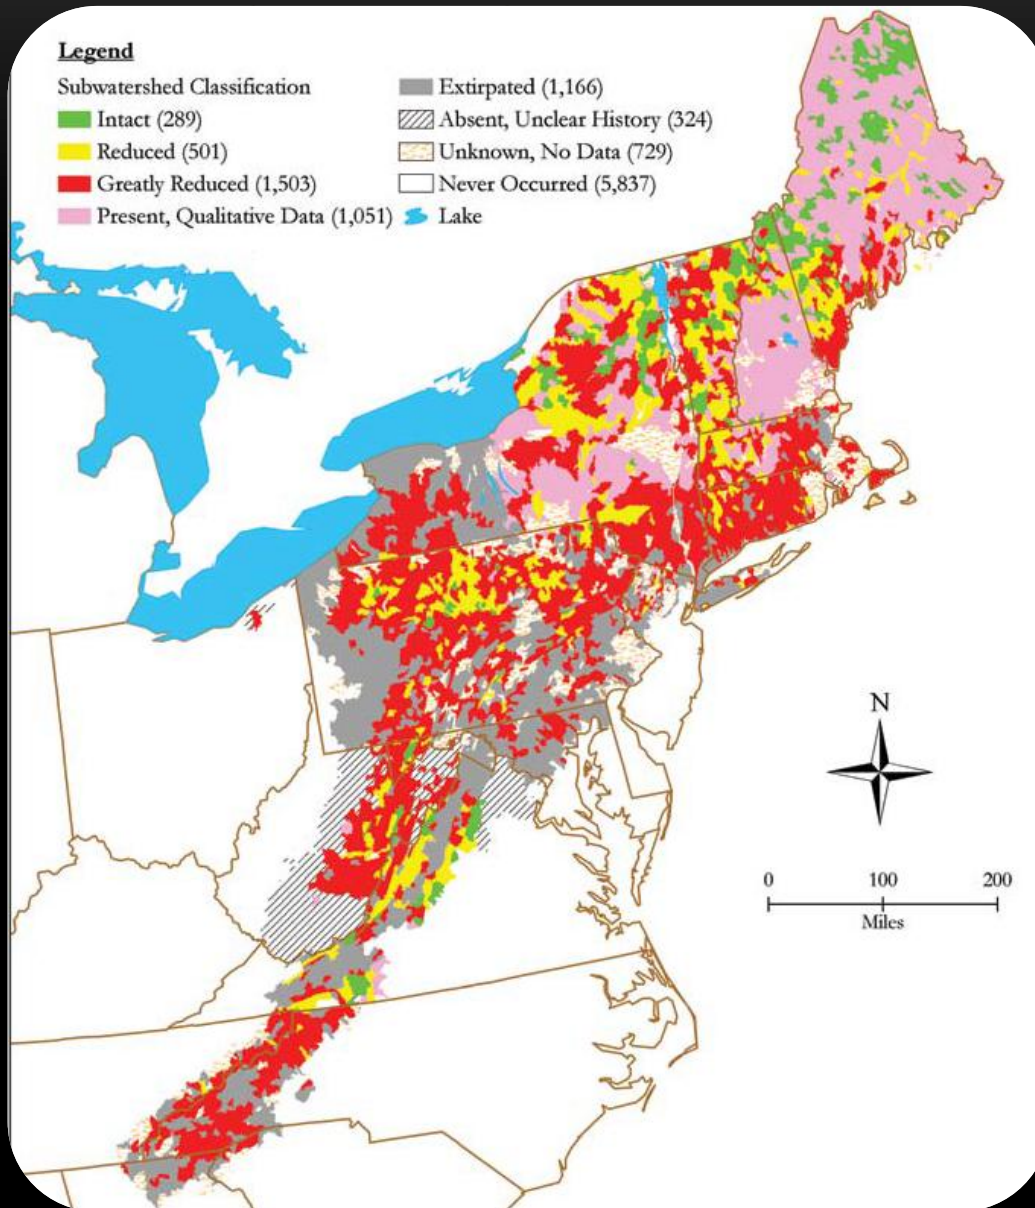 Legend
Subwatershed Classification
Intact (289)
Reduced (501)
Greatly Reduced (1,503)
Present, Qualitative Data (1,051)
Extirpated (1,166)
Absent, Unclear History (324)
Unknown, No Data (729)
Never Occurred (5,837)
Lake
N
0 100 200
Miles